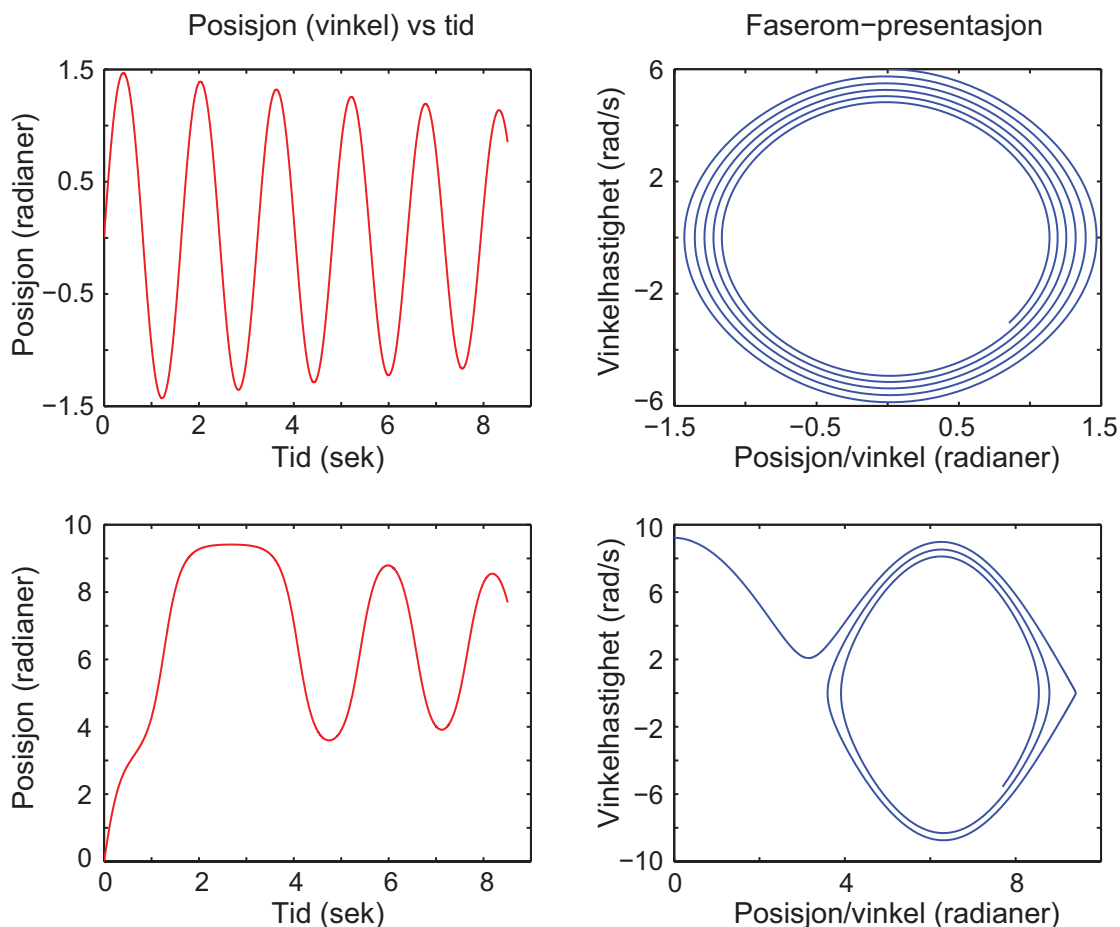 Posisjon (vinkel) vs tid
Posisjon (radianer)
1.5
0.5
−0.5
−1.5
0 2 4 6 8
Tid (sek)
Faserom−presentasjon
Vinkelhastighet (rad/s)
6
2
−2
−6
−1.5 −0.5 0.5 1.5
Posisjon/vinkel (radianer)
Posisjon (radianer)
10
8
6
4
2
0
0 2 4 6 8
Tid (sek)
Vinkelhastighet (rad/s)
10
6
2
−2
−6
−10
0 4 8
Posisjon/vinkel (radianer)